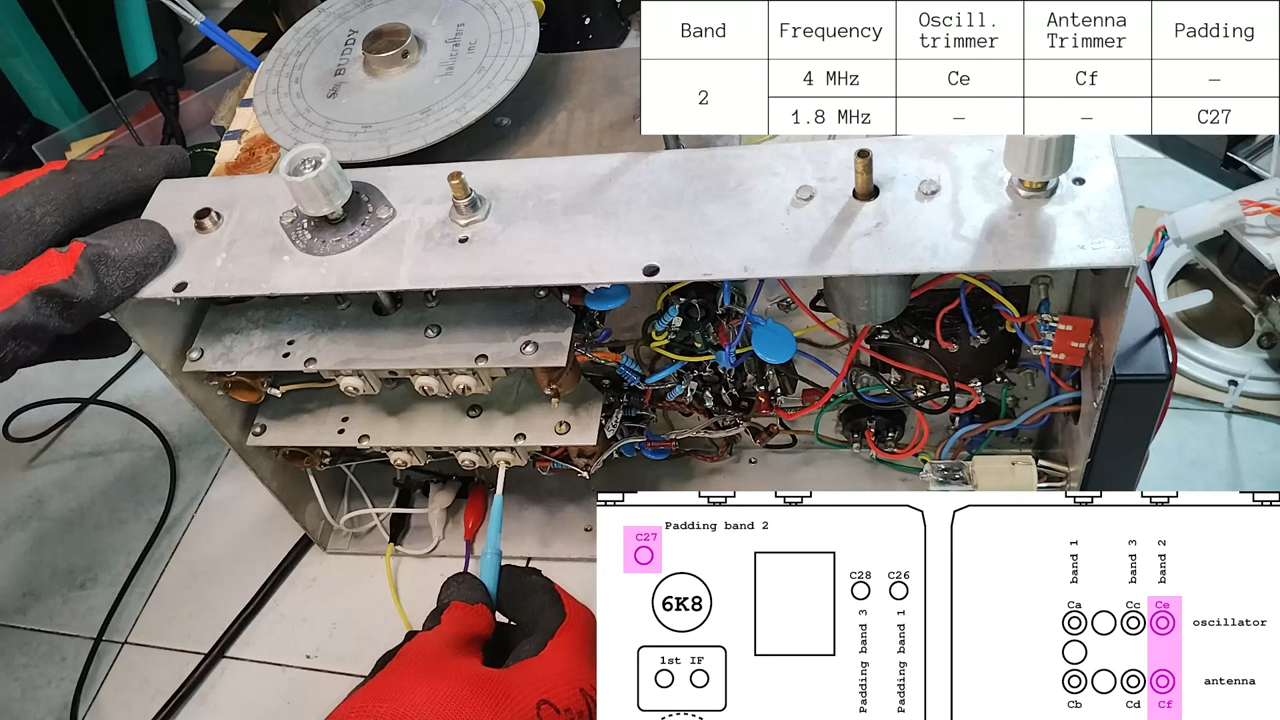 Sky BUDDY
hallicrafters
inc.
Band
Frequency
Oscill.
trimmer
Antenna
Trimmer
Padding
2
4 MHz
Ce
Cf
—
1.8 MHz
—
—
C27
Padding band 2
C27
6K8
1st IF
C28
C26
Padding band 3
Padding band 1
band 1
band 3
band 2
Ca
Cc
Ce
oscillator
antenna
Cb
Cd
Cf